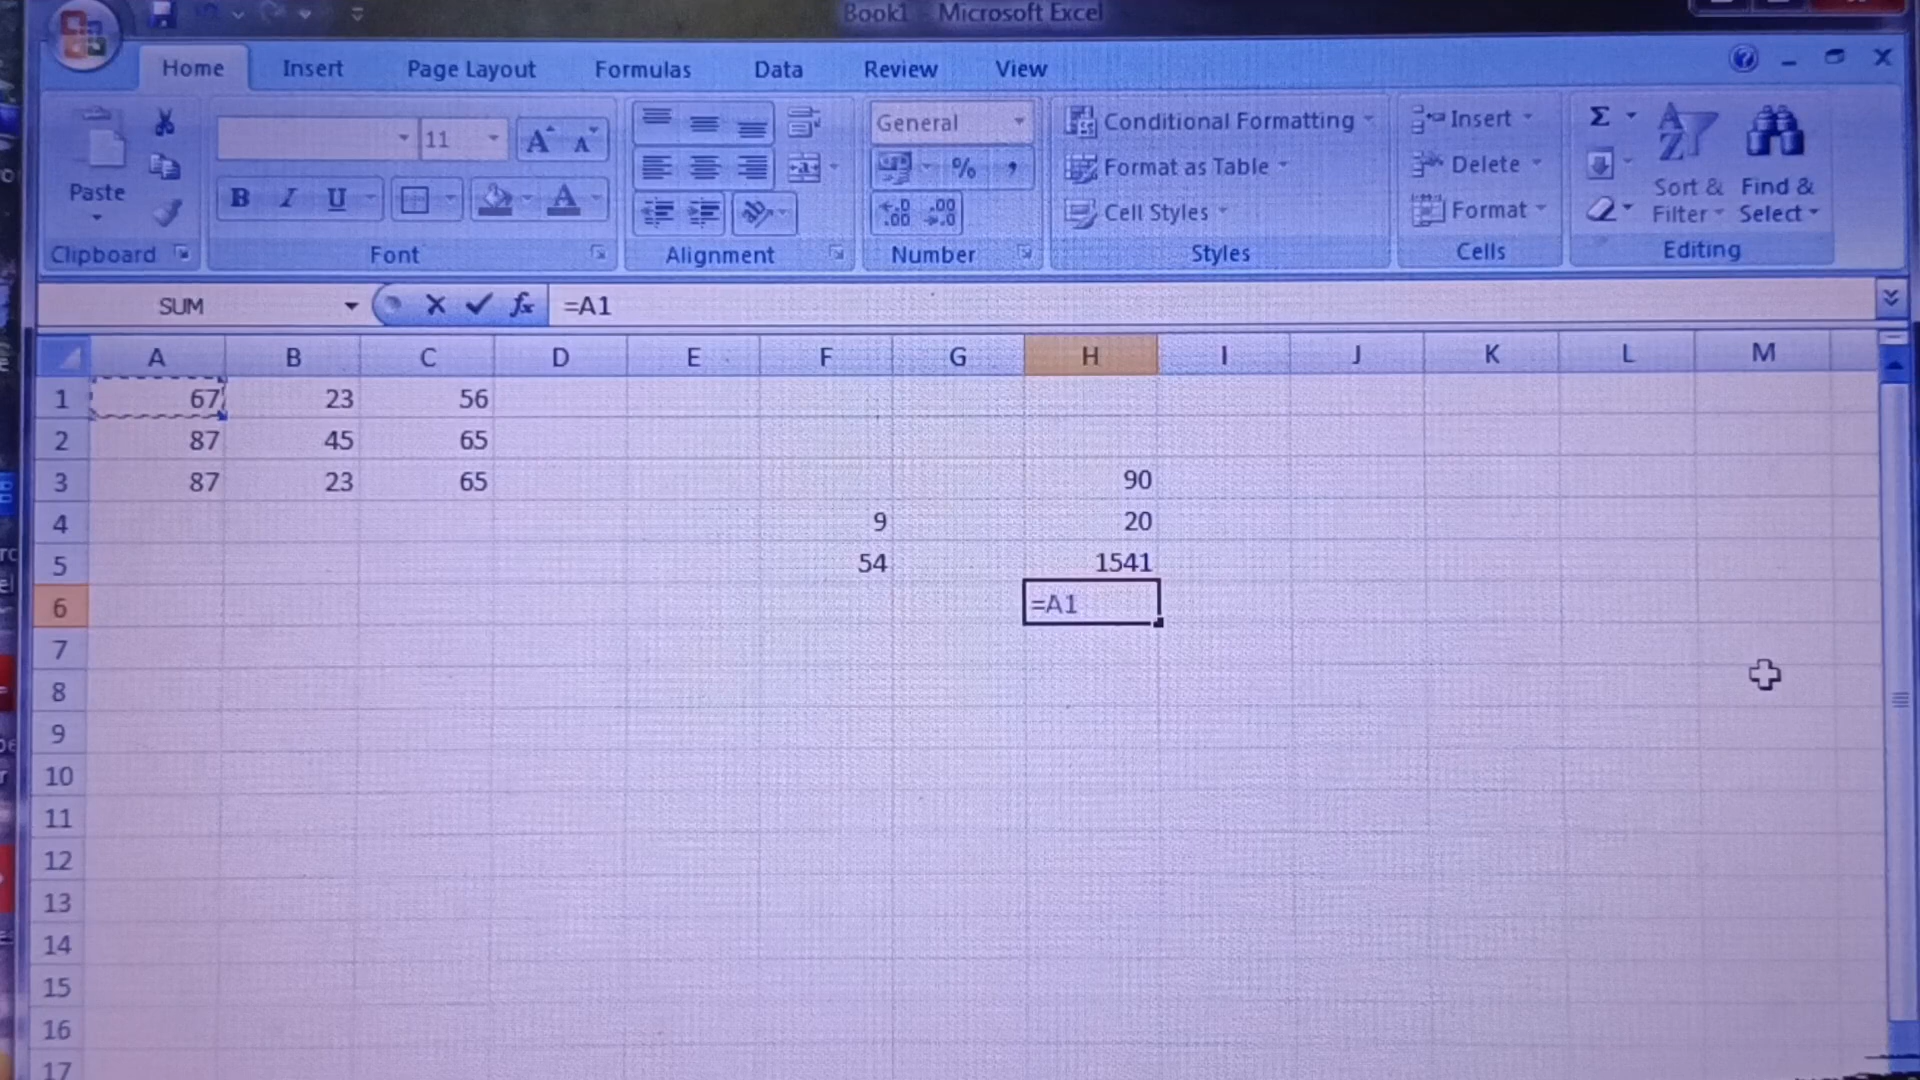 Book1 - Microsoft Excel
Home Insert Page Layout Formulas Data Review View
11 General Conditional Formatting Insert Σ
Paste % , Format as Table Delete Sort & Filter Find & Select
B I U A Cell Styles Format
Clipboard Font Alignment Number Styles Cells Editing
SUM fx =A1
A B C D E F G H I J K L M
1 67 23 56
2 87 45 65
3 87 23 65 90
4 9 20
5 54 1541
6 =A1
7
8
9
10
11
12
13
14
15
16
17